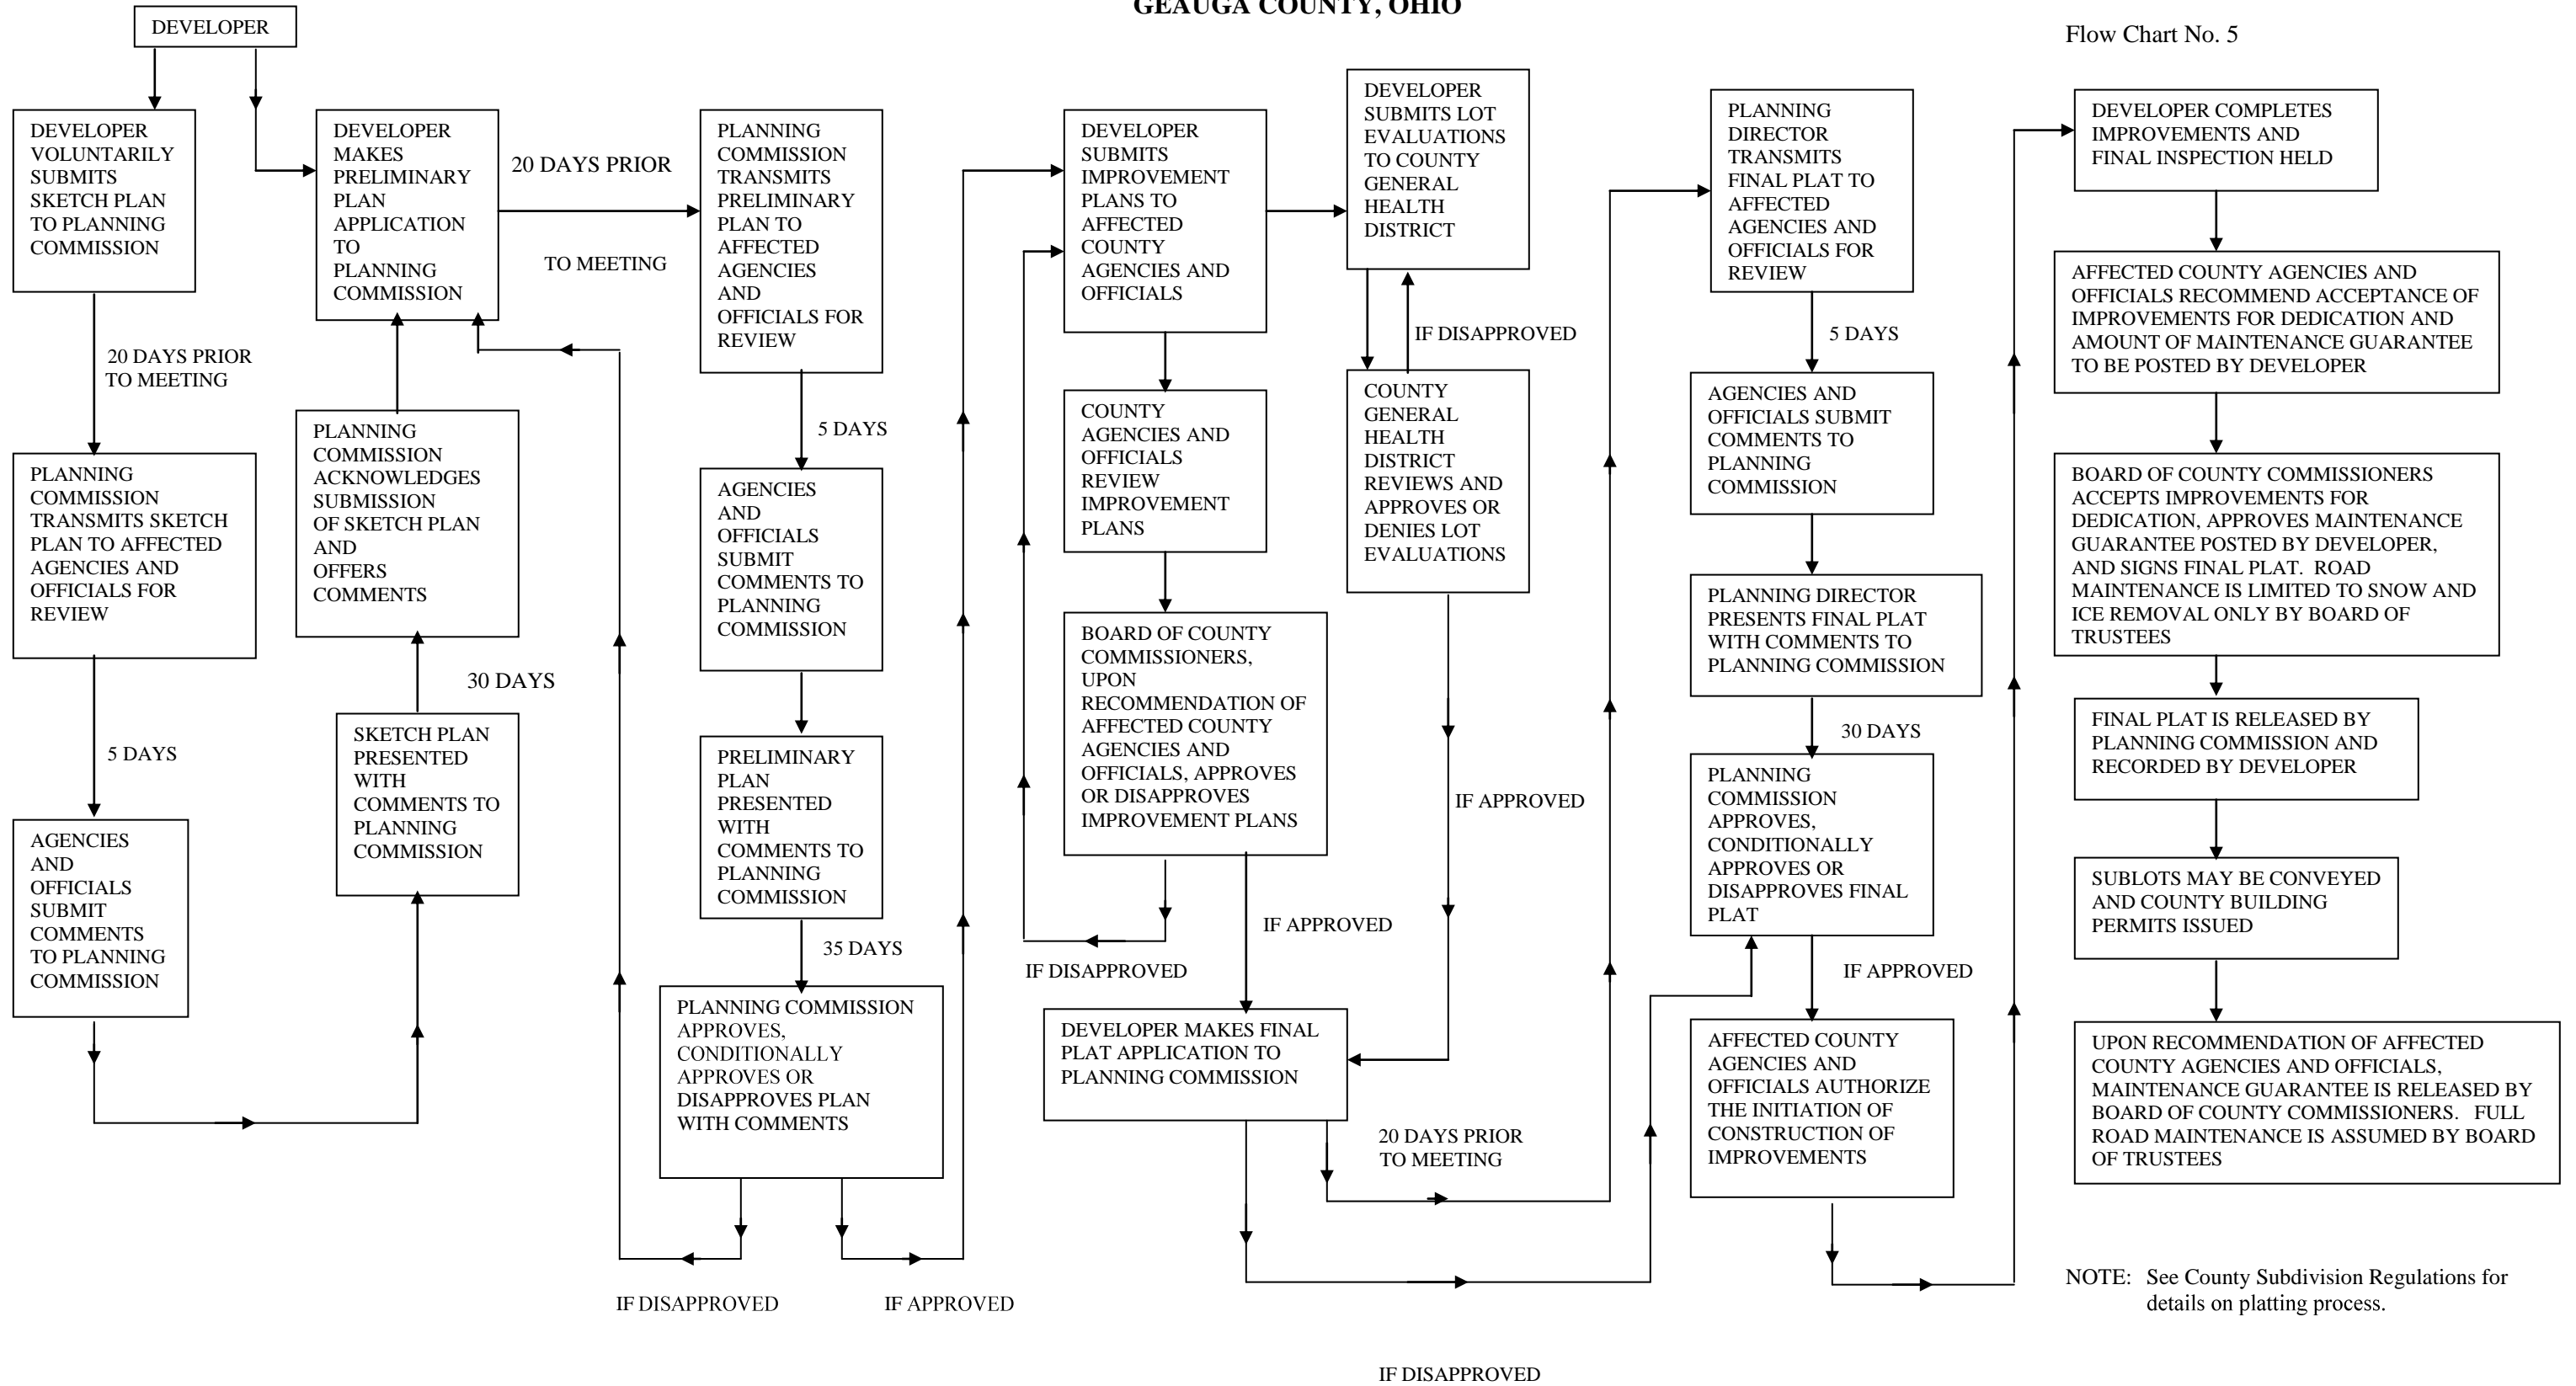 GEAUGA COUNTY, OHIO
Flow Chart No. 5
DEVELOPER
DEVELOPER
VOLUNTARILY
SUBMITS
SKETCH PLAN
TO PLANNING
COMMISSION
20 DAYS PRIOR
TO MEETING
PLANNING
COMMISSION
TRANSMITS SKETCH
PLAN TO AFFECTED
AGENCIES AND
OFFICIALS FOR
REVIEW
5 DAYS
AGENCIES
AND
OFFICIALS
SUBMIT
COMMENTS
TO PLANNING
COMMISSION
DEVELOPER
MAKES
PRELIMINARY
PLAN
APPLICATION
TO
PLANNING
COMMISSION
PLANNING
COMMISSION
ACKNOWLEDGES
SUBMISSION
OF SKETCH PLAN
AND
OFFERS
COMMENTS
30 DAYS
SKETCH PLAN
PRESENTED
WITH
COMMENTS TO
PLANNING
COMMISSION
20 DAYS PRIOR
TO MEETING
PLANNING
COMMISSION
TRANSMITS
PRELIMINARY
PLAN TO
AFFECTED
AGENCIES
AND
OFFICIALS FOR
REVIEW
5 DAYS
AGENCIES
AND
OFFICIALS
SUBMIT
COMMENTS TO
PLANNING
COMMISSION
PRELIMINARY
PLAN
PRESENTED
WITH
COMMENTS TO
PLANNING
COMMISSION
35 DAYS
PLANNING COMMISSION
APPROVES,
CONDITIONALLY
APPROVES OR
DISAPPROVES PLAN
WITH COMMENTS
IF DISAPPROVED
IF APPROVED
DEVELOPER
SUBMITS
IMPROVEMENT
PLANS TO
AFFECTED
COUNTY
AGENCIES AND
OFFICIALS
COUNTY
AGENCIES AND
OFFICIALS
REVIEW
IMPROVEMENT
PLANS
BOARD OF COUNTY
COMMISSIONERS,
UPON
RECOMMENDATION OF
AFFECTED COUNTY
AGENCIES AND
OFFICIALS, APPROVES
OR DISAPPROVES
IMPROVEMENT PLANS
IF DISAPPROVED
IF APPROVED
DEVELOPER MAKES FINAL
PLAT APPLICATION TO
PLANNING COMMISSION
20 DAYS PRIOR
TO MEETING
DEVELOPER
SUBMITS LOT
EVALUATIONS
TO COUNTY
GENERAL
HEALTH
DISTRICT
IF DISAPPROVED
COUNTY
GENERAL
HEALTH
DISTRICT
REVIEWS AND
APPROVES OR
DENIES LOT
EVALUATIONS
IF APPROVED
PLANNING
DIRECTOR
TRANSMITS
FINAL PLAT TO
AFFECTED
AGENCIES AND
OFFICIALS FOR
REVIEW
5 DAYS
AGENCIES AND
OFFICIALS SUBMIT
COMMENTS TO
PLANNING
COMMISSION
PLANNING DIRECTOR
PRESENTS FINAL PLAT
WITH COMMENTS TO
PLANNING COMMISSION
30 DAYS
PLANNING
COMMISSION
APPROVES,
CONDITIONALLY
APPROVES OR
DISAPPROVES FINAL
PLAT
IF APPROVED
AFFECTED COUNTY
AGENCIES AND
OFFICIALS AUTHORIZE
THE INITIATION OF
CONSTRUCTION OF
IMPROVEMENTS
IF DISAPPROVED
DEVELOPER COMPLETES
IMPROVEMENTS AND
FINAL INSPECTION HELD
AFFECTED COUNTY AGENCIES AND
OFFICIALS RECOMMEND ACCEPTANCE OF
IMPROVEMENTS FOR DEDICATION AND
AMOUNT OF MAINTENANCE GUARANTEE
TO BE POSTED BY DEVELOPER
BOARD OF COUNTY COMMISSIONERS
ACCEPTS IMPROVEMENTS FOR
DEDICATION, APPROVES MAINTENANCE
GUARANTEE POSTED BY DEVELOPER,
AND SIGNS FINAL PLAT. ROAD
MAINTENANCE IS LIMITED TO SNOW AND
ICE REMOVAL ONLY BY BOARD OF
TRUSTEES
FINAL PLAT IS RELEASED BY
PLANNING COMMISSION AND
RECORDED BY DEVELOPER
SUBLOTS MAY BE CONVEYED
AND COUNTY BUILDING
PERMITS ISSUED
UPON RECOMMENDATION OF AFFECTED
COUNTY AGENCIES AND OFFICIALS,
MAINTENANCE GUARANTEE IS RELEASED BY
BOARD OF COUNTY COMMISSIONERS. FULL
ROAD MAINTENANCE IS ASSUMED BY BOARD
OF TRUSTEES
NOTE: See County Subdivision Regulations for
details on platting process.